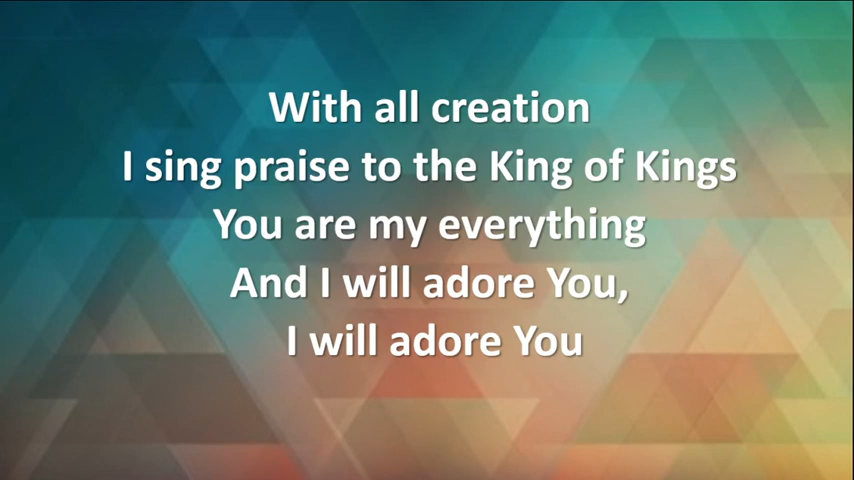 With all creation
I sing praise to the King of Kings
You are my everything
And I will adore You,
I will adore You